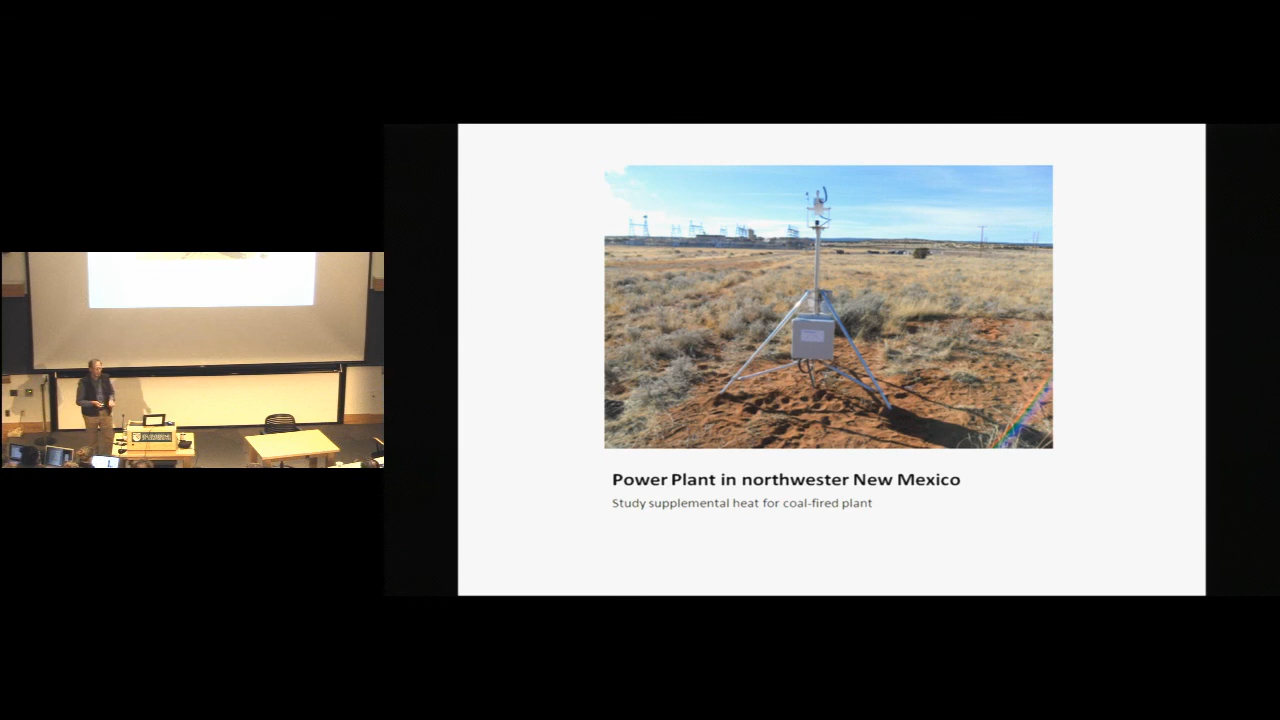 Power Plant in northwester New Mexico
Study supplemental heat for coal-fired plant